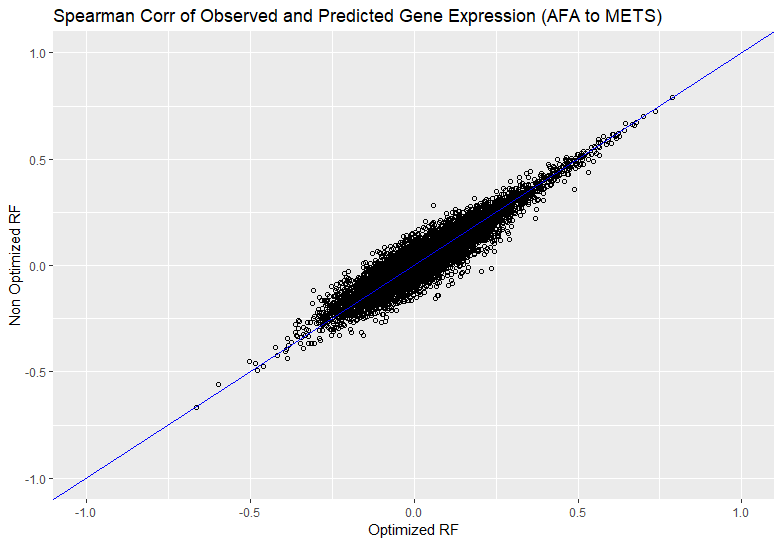 Spearman Corr of Observed and Predicted Gene Expression (AFA to METS)
1.0
0.5
0.0
-0.5
-1.0
Non Optimized RF
-1.0 -0.5 0.0 0.5 1.0
Optimized RF